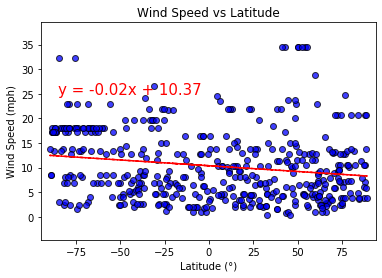 Wind Speed vs Latitude
35
30
25
20
15
10
5
0
Wind Speed (mph)
y = -0.02x + 10.37
−75 −50 −25 0 25 50 75
Latitude (°)